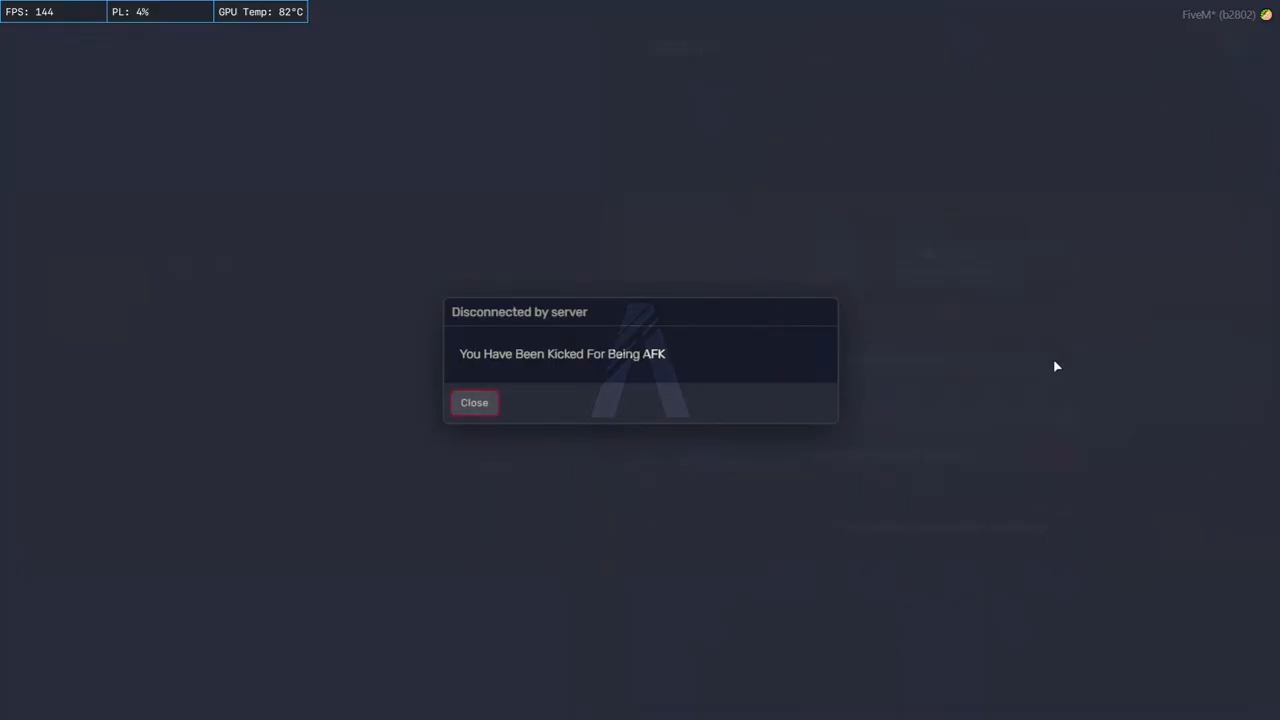 FPS: 144 PL: 4% GPU Temp: 82°C FiveM* (b2802)
Disconnected by server
You Have Been Kicked For Being AFK
Close